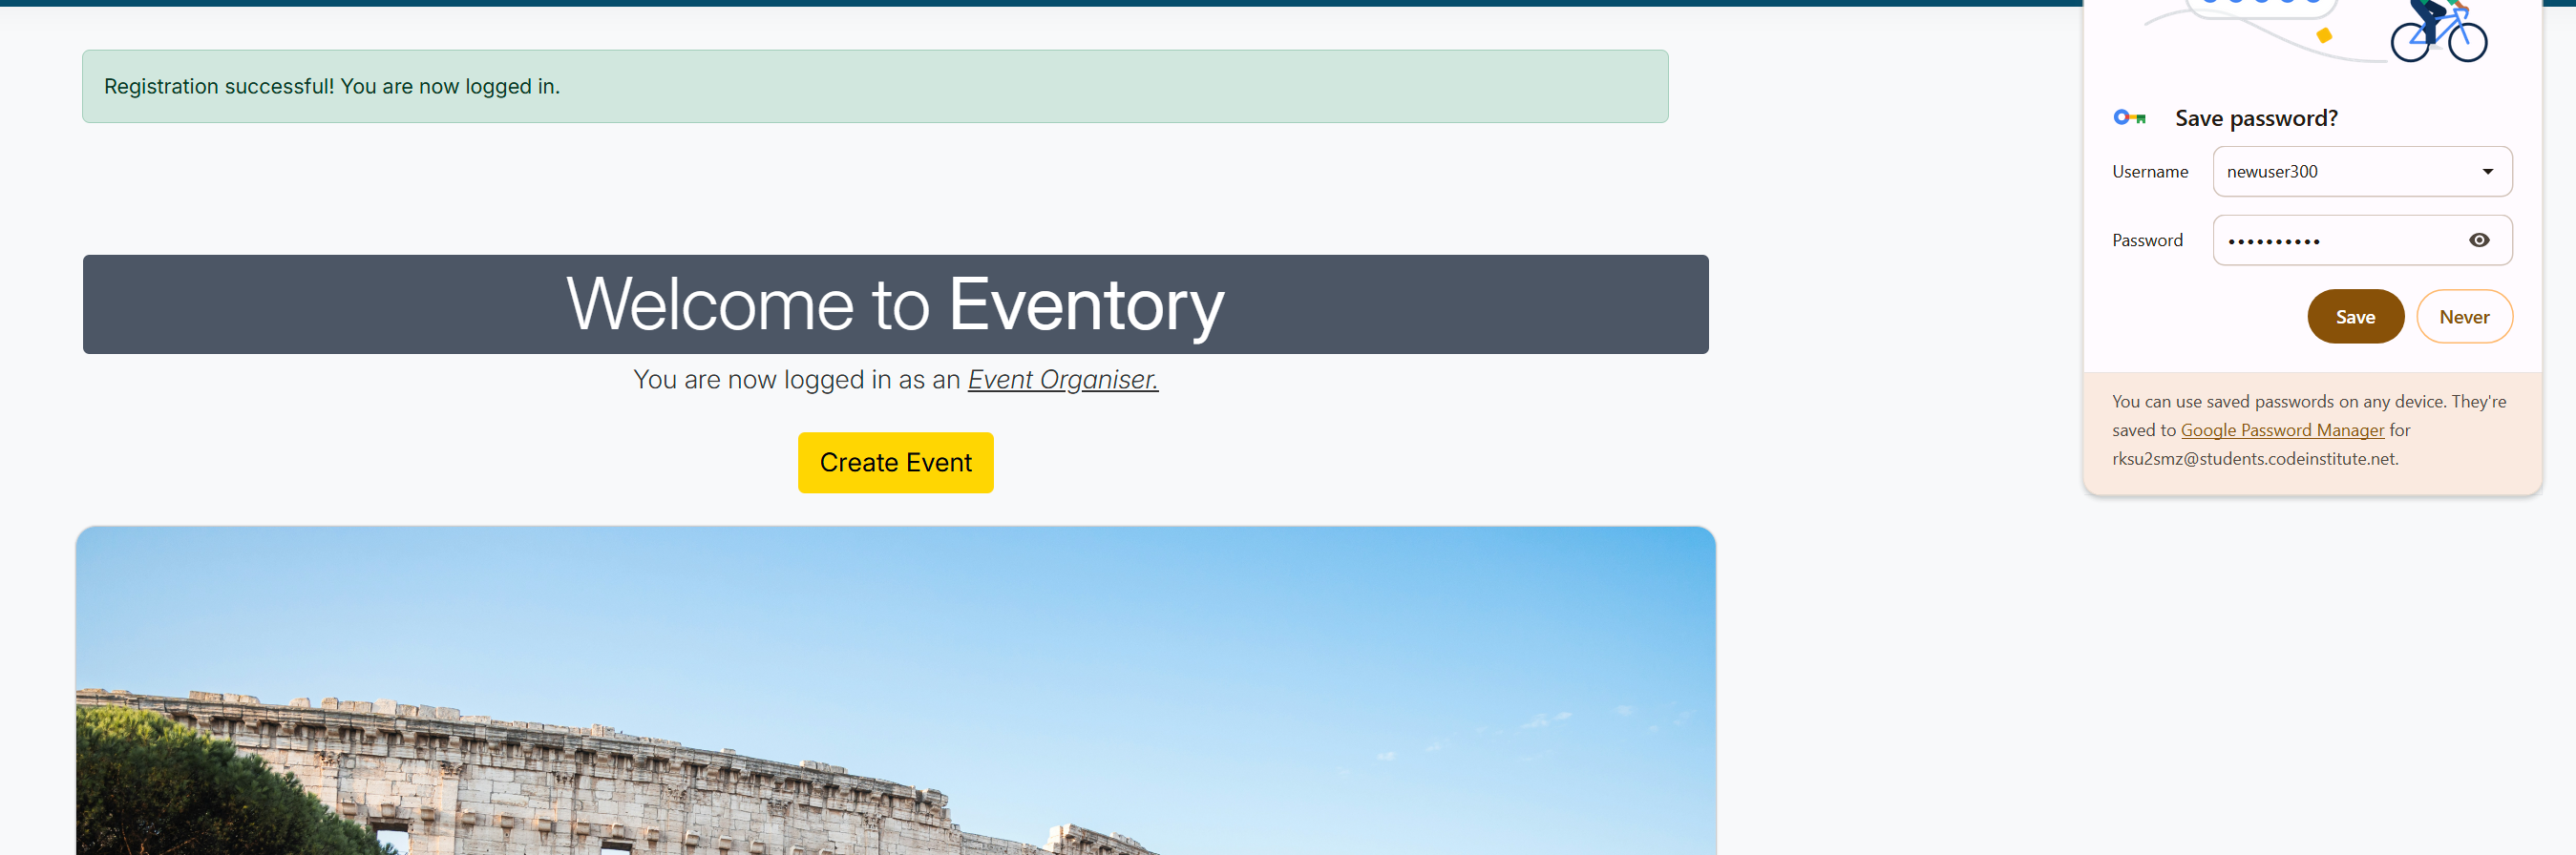 Registration successful! You are now logged in.
Welcome to Eventory
You are now logged in as an Event Organiser.
Create Event
Save password?
Username
newuser300
Password
••••••••••
Save
Never
You can use saved passwords on any device. They're
saved to Google Password Manager for
rksu2smz@students.codeinstitute.net.